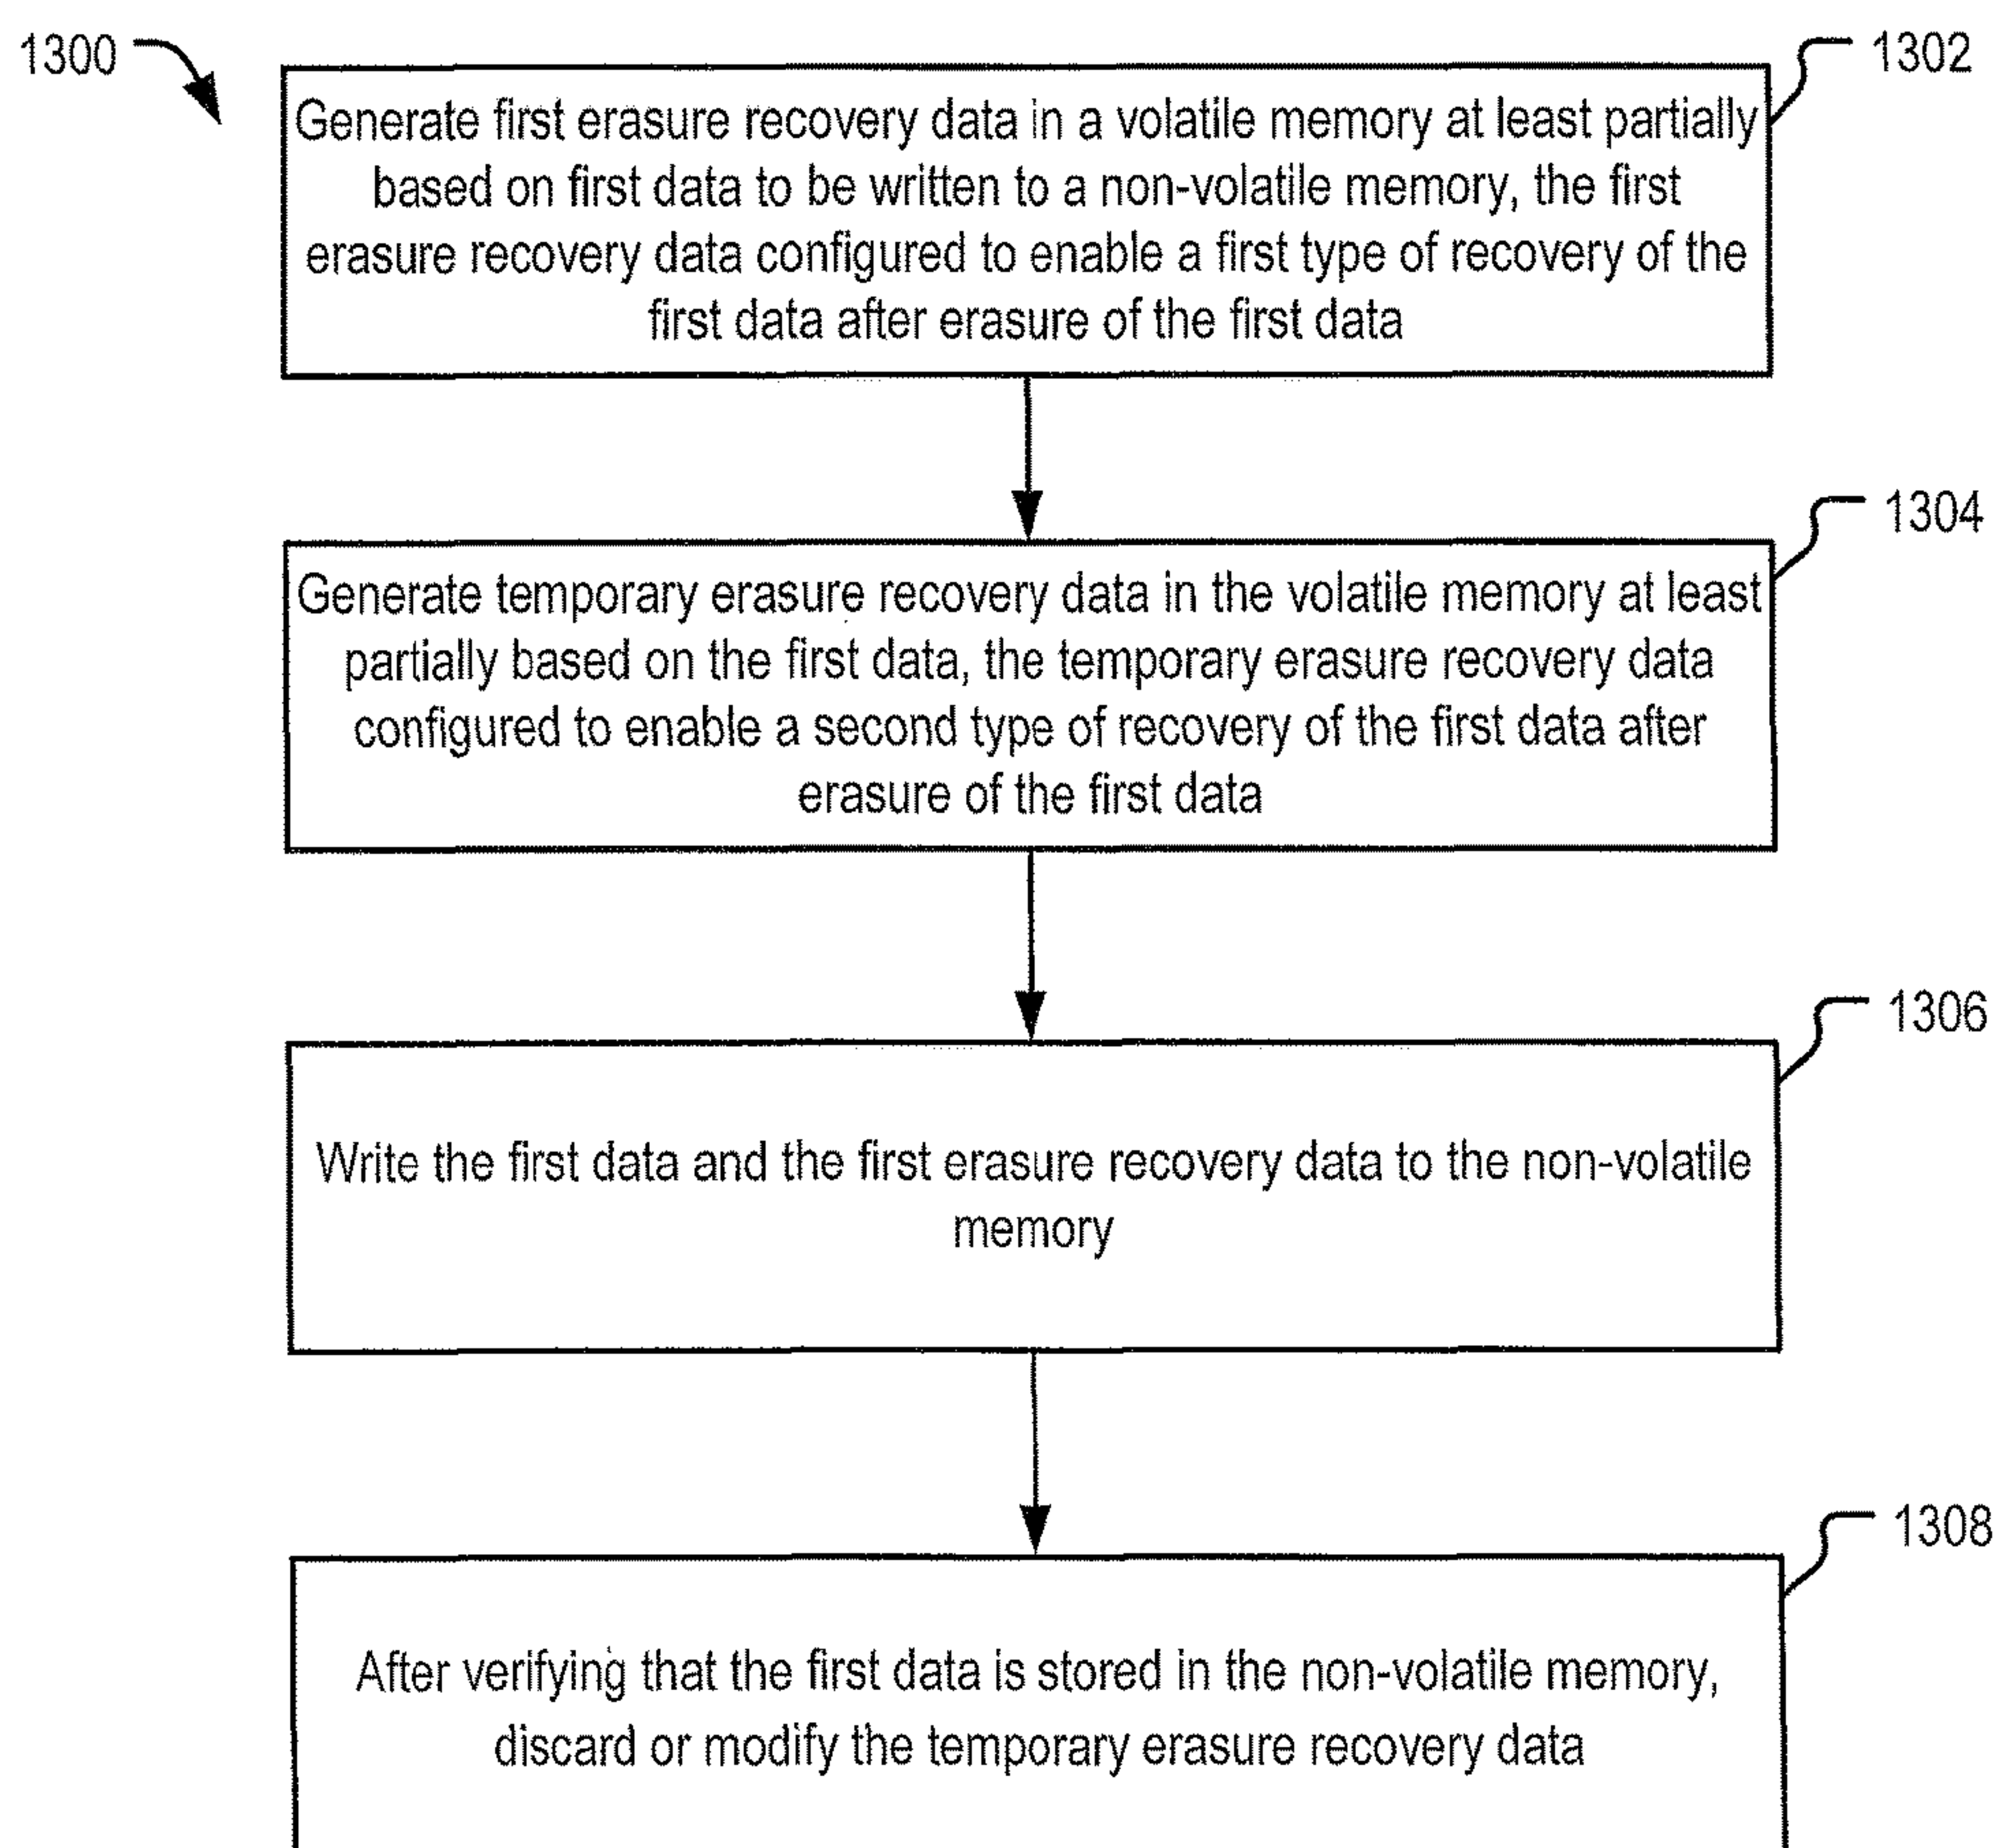 1300
1302
Generate first erasure recovery data in a volatile memory at least partially
based on first data to be written to a non-volatile memory, the first
erasure recovery data configured to enable a first type of recovery of the
first data after erasure of the first data
1304
Generate temporary erasure recovery data in the volatile memory at least
partially based on the first data, the temporary erasure recovery data
configured to enable a second type of recovery of the first data after
erasure of the first data
1306
Write the first data and the first erasure recovery data to the non-volatile
memory
1308
After verifying that the first data is stored in the non-volatile memory,
discard or modify the temporary erasure recovery data